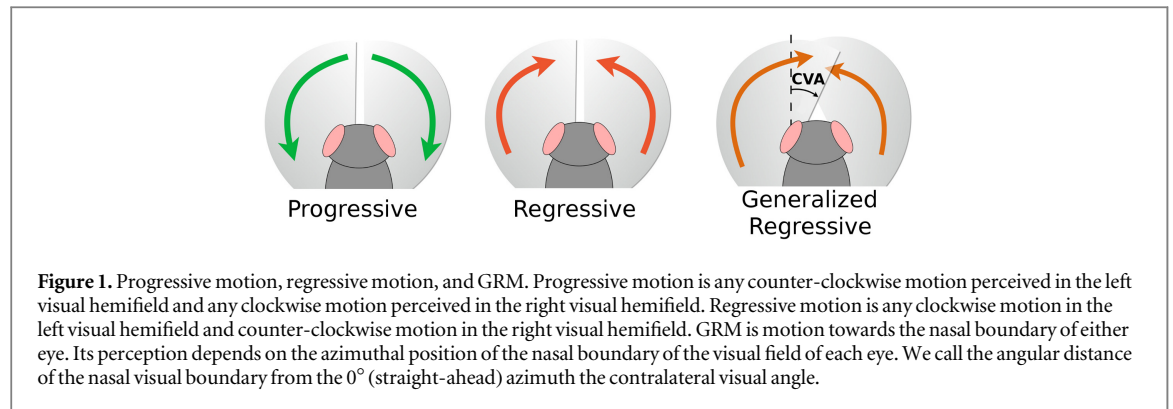 CVA
Progressive
Regressive
Generalized
Regressive
Figure 1. Progressive motion, regressive motion, and GRM. Progressive motion is any counter-clockwise motion perceived in the left
visual hemifield and any clockwise motion perceived in the right visual hemifield. Regressive motion is any clockwise motion in the
left visual hemifield and counter-clockwise motion in the right visual hemifield. GRM is motion towards the nasal boundary of either
eye. Its perception depends on the azimuthal position of the nasal boundary of the visual field of each eye. We call the angular distance
of the nasal visual boundary from the 0° (straight-ahead) azimuth the contralateral visual angle.